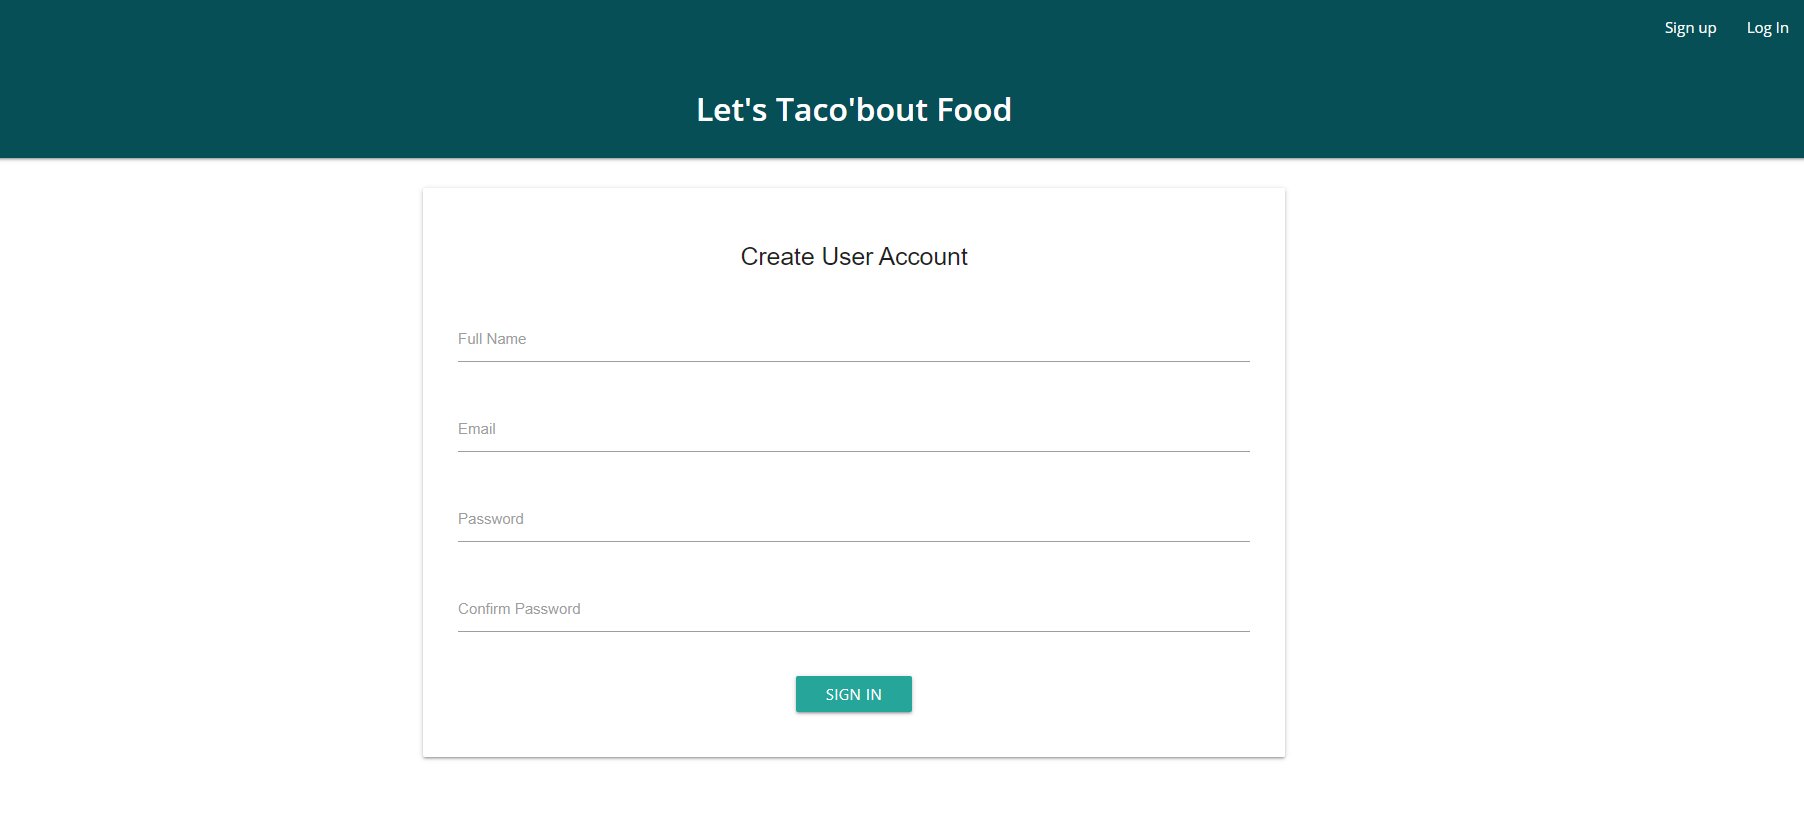 Sign up Log In
Let's Taco'bout Food
Create User Account
Full Name
Email
Password
Confirm Password
SIGN IN